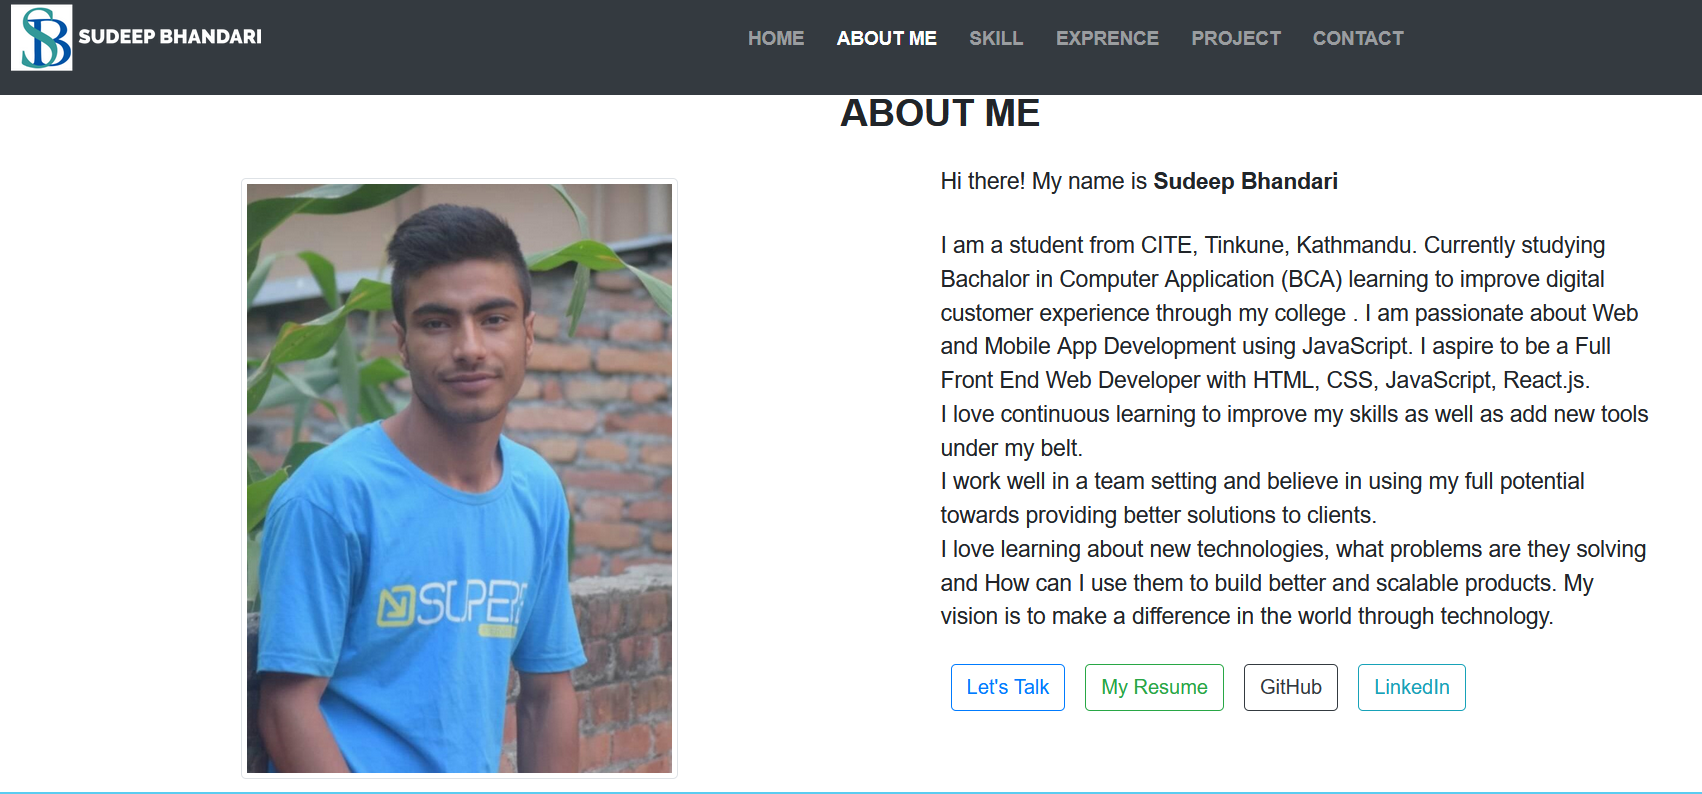 SB SUDEEP BHANDARI
HOME ABOUT ME SKILL EXPRENCE PROJECT CONTACT
ABOUT ME
Hi there! My name is Sudeep Bhandari
I am a student from CITE, Tinkune, Kathmandu. Currently studying
Bachalor in Computer Application (BCA) learning to improve digital
customer experience through my college . I am passionate about Web
and Mobile App Development using JavaScript. I aspire to be a Full
Front End Web Developer with HTML, CSS, JavaScript, React.js.
I love continuous learning to improve my skills as well as add new tools
under my belt.
I work well in a team setting and believe in using my full potential
towards providing better solutions to clients.
I love learning about new technologies, what problems are they solving
and How can I use them to build better and scalable products. My
vision is to make a difference in the world through technology.
Let's Talk My Resume GitHub LinkedIn